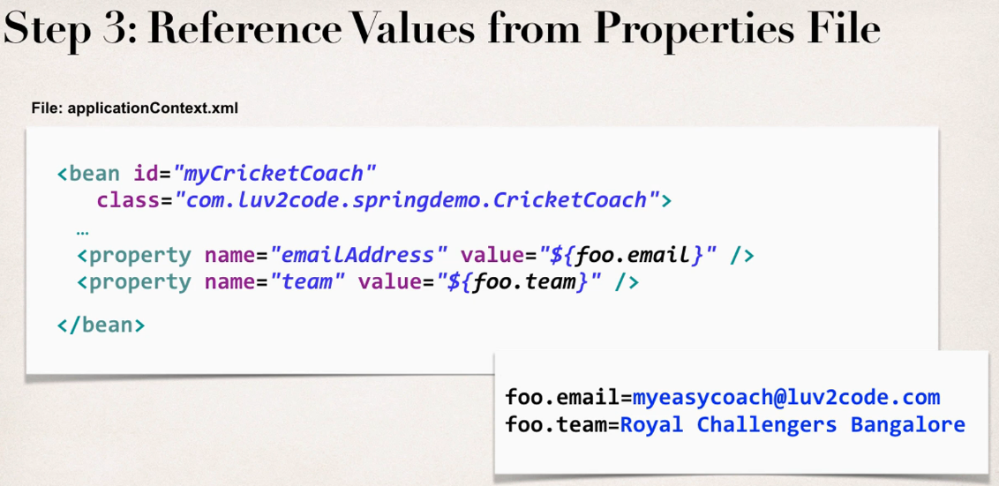 Step 3: Reference Values from Properties File
File: applicationContext.xml
<bean id="myCricketCoach"
class="com.luv2code.springdemo.CricketCoach">
…
<property name="emailAddress" value="${foo.email}" />
<property name="team" value="${foo.team}" />
</bean>
foo.email=myeasycoach@luv2code.com
foo.team=Royal Challengers Bangalore